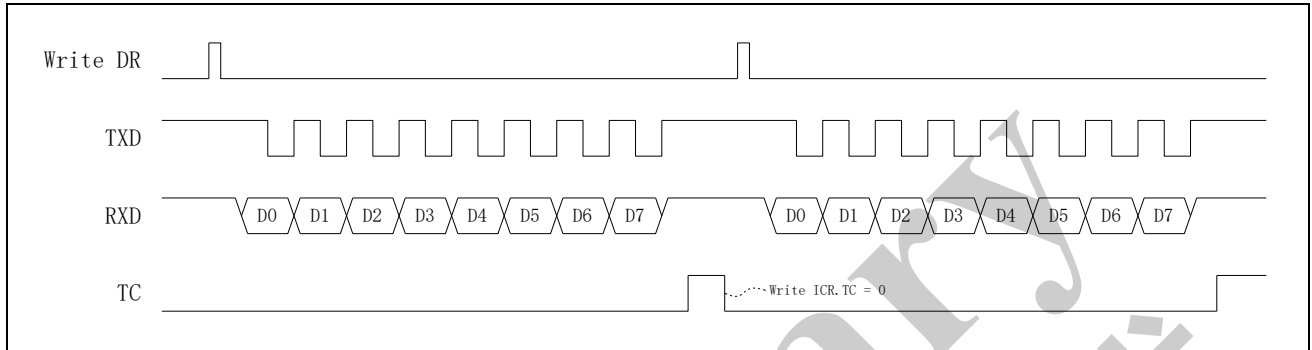 Write DR
TXD
RXD D0 D1 D2 D3 D4 D5 D6 D7 D0 D1 D2 D3 D4 D5 D6 D7
TC Write ICR.TC = 0